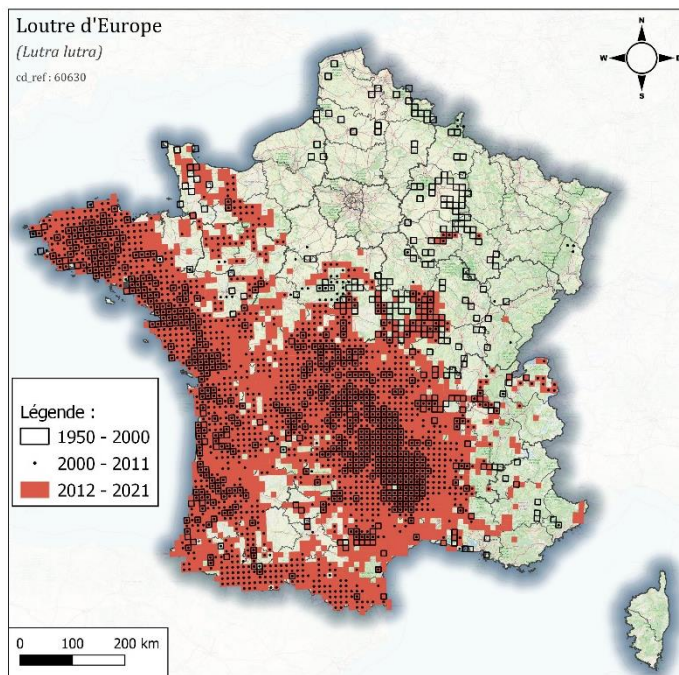 Loutre d'Europe
(Lutra lutra)
cd_ref : 60630
N
W E
S
Légende :
1950 - 2000
2000 - 2011
2012 - 2021
0 100 200 km